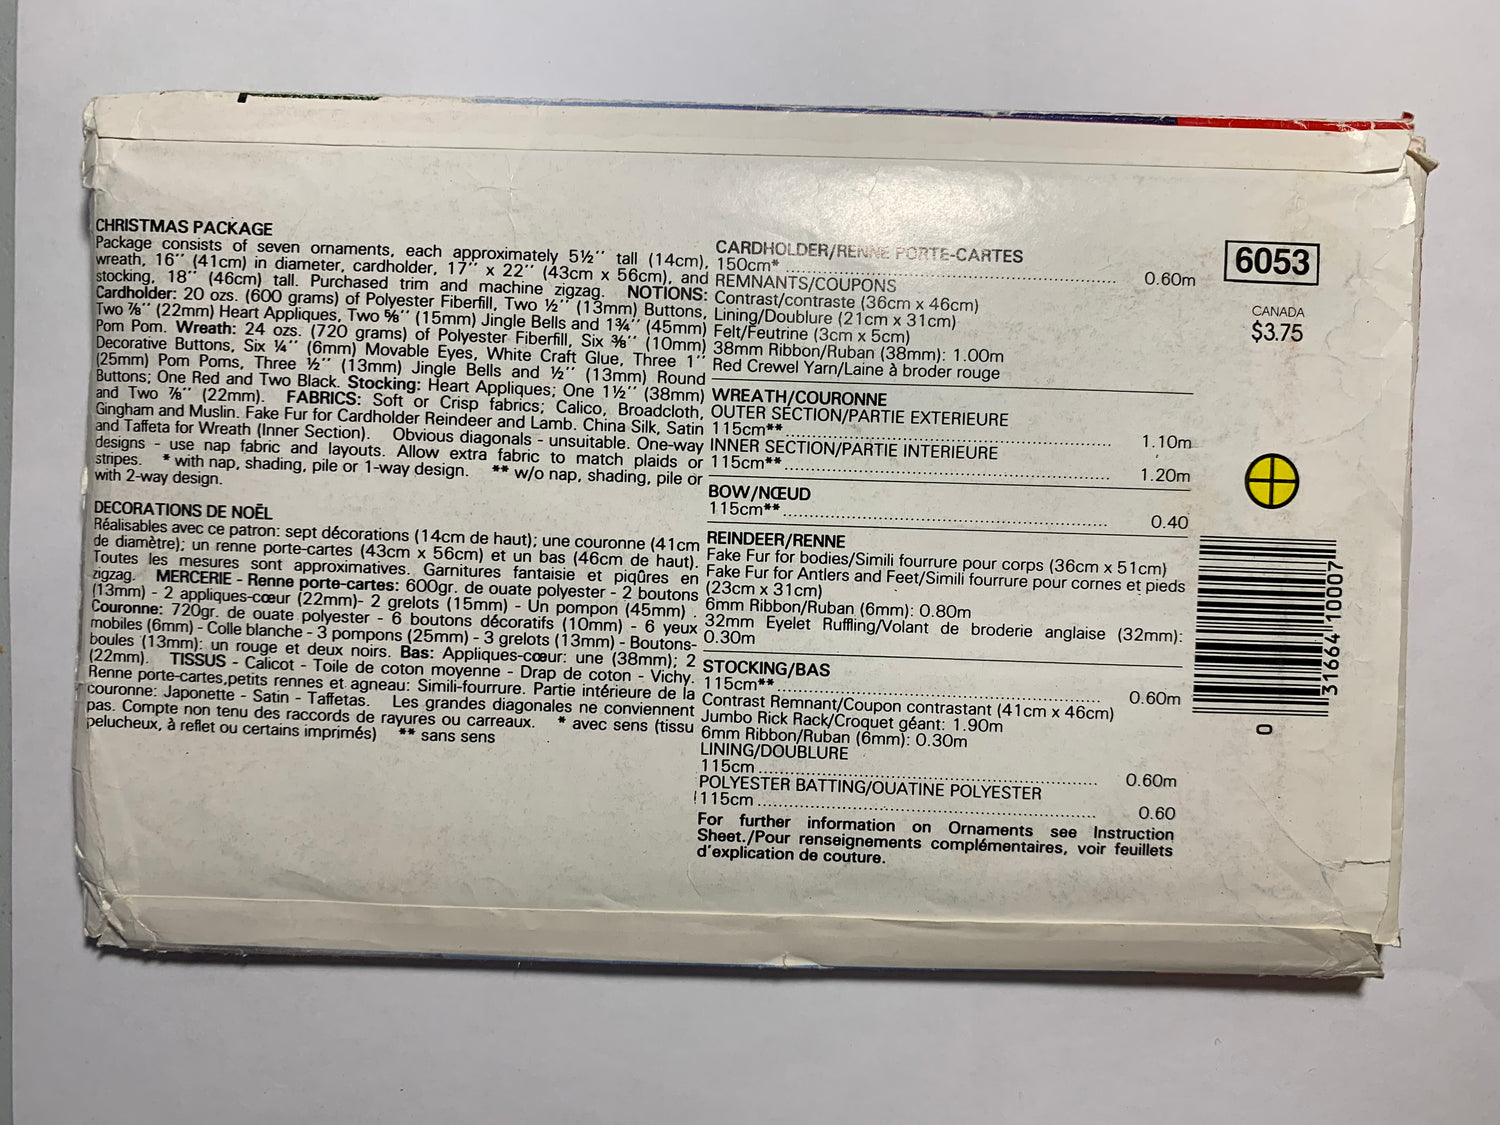 CHRISTMAS PACKAGE
Package consists of seven ornaments, each approximately 5½'' tall (14cm),
wreath, 16'' (41cm) in diameter, cardholder, 17'' x 22'' (43cm x 56cm), and
stocking, 18'' (46cm) tall. Purchased trim and machine zigzag. NOTIONS:
Cardholder: 20 ozs. (600 grams) of Polyester Fiberfill, Two ½'' (13mm) Buttons,
Two ⅞'' (22mm) Heart Appliques, Two ⅝'' (15mm) Jingle Bells and 1¾'' (45mm)
Pom Pom. Wreath: 24 ozs. (720 grams) of Polyester Fiberfill, Six ⅜'' (10mm)
Decorative Buttons, Six ¼'' (6mm) Movable Eyes, White Craft Glue, Three 1''
(25mm) Pom Poms, Three ½'' (13mm) Jingle Bells and ½'' (13mm) Round
Buttons; One Red and Two Black. Stocking: Heart Appliques; One 1½'' (38mm)
and Two ⅞'' (22mm). FABRICS: Soft or Crisp fabrics; Calico, Broadcloth,
Gingham and Muslin. Fake Fur for Cardholder Reindeer and Lamb. China Silk, Satin
and Taffeta for Wreath (Inner Section). Obvious diagonals - unsuitable. One-way
designs - use nap fabric and layouts. Allow extra fabric to match plaids or
stripes. * with nap, shading, pile or 1-way design. ** w/o nap, shading, pile or
with 2-way design.
DECORATIONS DE NOËL
Réalisables avec ce patron: sept décorations (14cm de haut); une couronne (41cm
de diamètre); un renne porte-cartes (43cm x 56cm) et un bas (46cm de haut).
Toutes les mesures sont approximatives. Garnitures fantaisie et piqûres en
zigzag. MERCERIE - Renne porte-cartes: 600gr. de ouate polyester - 2 boutons
(13mm) - 2 appliques-cœur (22mm)- 2 grelots (15mm) - Un pompon (45mm) .
Couronne: 720gr. de ouate polyester - 6 boutons décoratifs (10mm) - 6 yeux
mobiles (6mm) - Colle blanche - 3 pompons (25mm) - 3 grelots (13mm) - Boutons-
boules (13mm): un rouge et deux noirs. Bas: Appliques-cœur: une (38mm); 2
(22mm). TISSUS - Calicot - Toile de coton moyenne - Drap de coton - Vichy.
Renne porte-cartes,petits rennes et agneau: Simili-fourrure. Partie intérieure de la
couronne: Japonette - Satin - Taffetas. Les grandes diagonales ne conviennent
pas. Compte non tenu des raccords de rayures ou carreaux. * avec sens (tissu
pelucheux, à reflet ou certains imprimés) ** sans sens
CARDHOLDER/RENNE PORTE-CARTES
150cm* 0.60m
REMNANTS/COUPONS
Contrast/contraste (36cm x 46cm)
Lining/Doublure (21cm x 31cm)
Felt/Feutrine (3cm x 5cm)
38mm Ribbon/Ruban (38mm): 1.00m
Red Crewel Yarn/Laine à broder rouge
WREATH/COURONNE
OUTER SECTION/PARTIE EXTERIEURE
115cm** 1.10m
INNER SECTION/PARTIE INTERIEURE
115cm** 1.20m
BOW/NŒUD
115cm** 0.40
REINDEER/RENNE
Fake Fur for bodies/Simili fourrure pour corps (36cm x 51cm)
Fake Fur for Antlers and Feet/Simili fourrure pour cornes et pieds
(23cm x 31cm)
6mm Ribbon/Ruban (6mm): 0.80m
32mm Eyelet Ruffling/Volant de broderie anglaise (32mm):
0.30m
STOCKING/BAS
115cm** 0.60m
Contrast Remnant/Coupon contrastant (41cm x 46cm)
Jumbo Rick Rack/Croquet géant: 1.90m
6mm Ribbon/Ruban (6mm): 0.30m
LINING/DOUBLURE
115cm 0.60m
POLYESTER BATTING/OUATINE POLYESTER
115cm 0.60
For further information on Ornaments see Instruction
Sheet./Pour renseignements complémentaires, voir feuillets
d'explication de couture.
6053
CANADA
$3.75
31664 10007
0